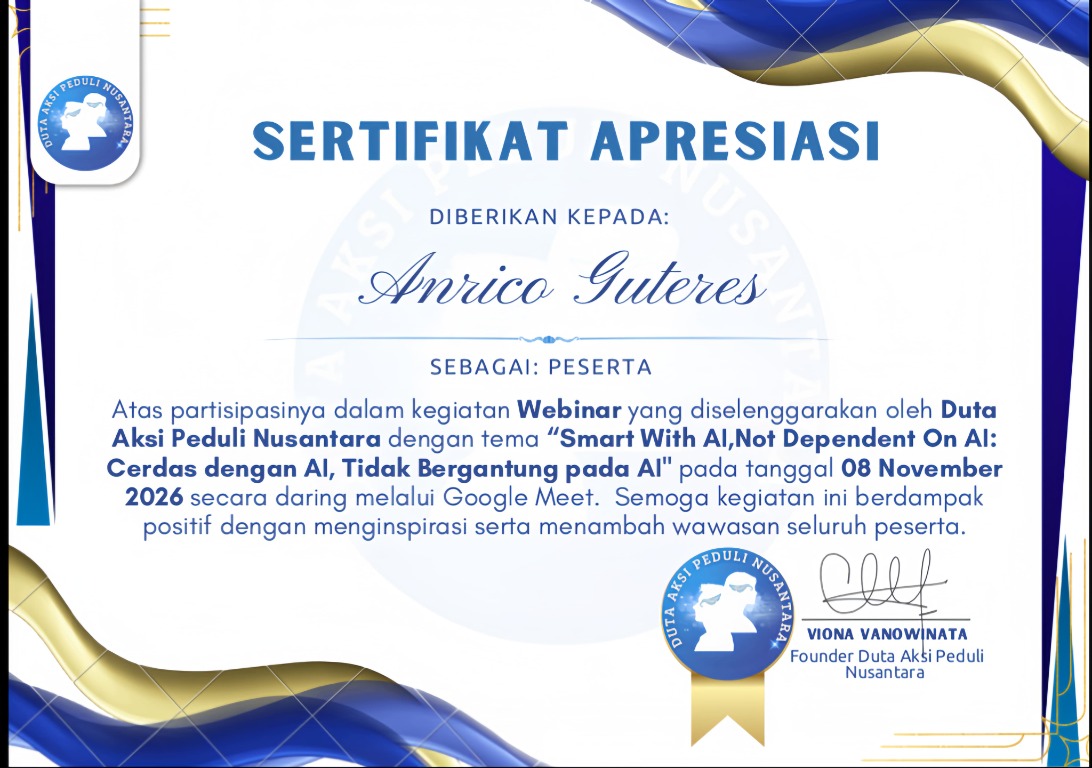 DUTA AKSI PEDULI NUSANTARA
SERTIFIKAT APRESIASI
DIBERIKAN KEPADA:
Anrico Guteres
SEBAGAI: PESERTA
Atas partisipasinya dalam kegiatan Webinar yang diselenggarakan oleh Duta
Aksi Peduli Nusantara dengan tema “Smart With AI,Not Dependent On AI:
Cerdas dengan AI, Tidak Bergantung pada AI" pada tanggal 08 November
2026 secara daring melalui Google Meet.  Semoga kegiatan ini berdampak
positif dengan menginspirasi serta menambah wawasan seluruh peserta.
DUTA AKSI PEDULI NUSANTARA
VIONA VANOWINATA
Founder Duta Aksi Peduli
Nusantara